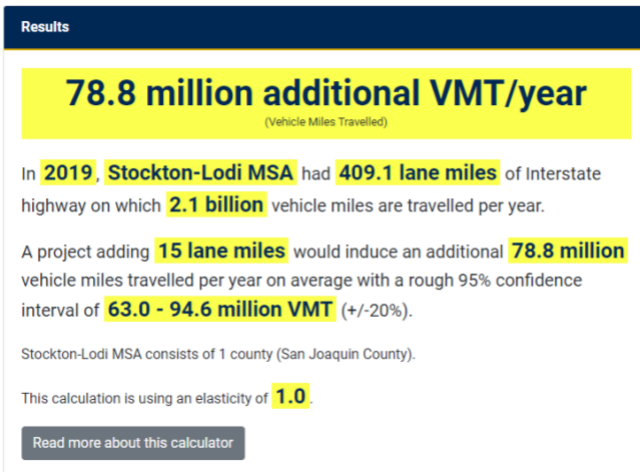 Results
78.8 million additional VMT/year
(Vehicle Miles Travelled)
In 2019, Stockton-Lodi MSA had 409.1 lane miles of Interstate
highway on which 2.1 billion vehicle miles are travelled per year.
A project adding 15 lane miles would induce an additional 78.8 million
vehicle miles travelled per year on average with a rough 95% confidence
interval of 63.0 - 94.6 million VMT (+/-20%).
Stockton-Lodi MSA consists of 1 county (San Joaquin County).
This calculation is using an elasticity of 1.0.
Read more about this calculator